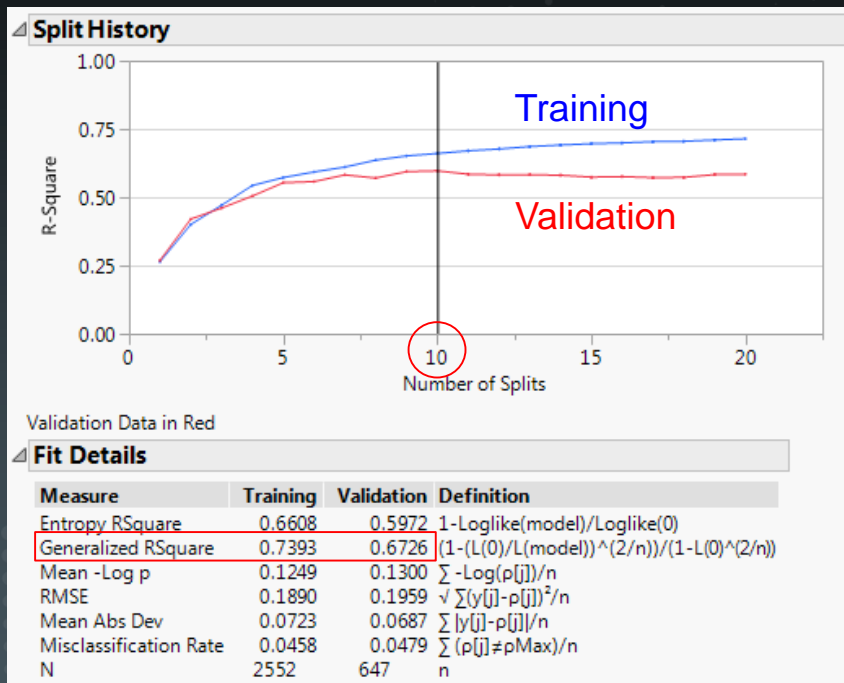 Split History
1.00
0.75
0.50
0.25
0.00
R-Square
Training
Validation
0 5 10 15 20
Number of Splits
Validation Data in Red
Fit Details
Measure Training Validation Definition
Entropy RSquare 0.6608 0.5972 1-Loglike(model)/Loglike(0)
Generalized RSquare 0.7393 0.6726 (1-(L(0)/L(model))^(2/n))/(1-L(0)^(2/n))
Mean -Log p 0.1249 0.1300 ∑ -Log(ρ[j])/n
RMSE 0.1890 0.1959 √ ∑(y[j]-ρ[j])²/n
Mean Abs Dev 0.0723 0.0687 ∑ |y[j]-ρ[j]|/n
Misclassification Rate 0.0458 0.0479 ∑ (ρ[j]≠ρMax)/n
N 2552 647 n